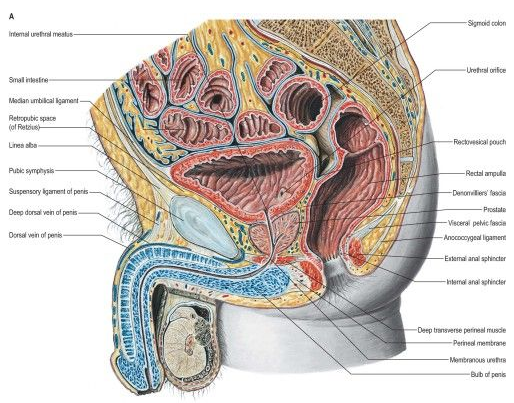 A
Internal urethral meatus
Small intestine
Median umbilical ligament
Retropubic space
(of Retzius)
Linea alba
Pubic symphysis
Suspensory ligament of penis
Deep dorsal vein of penis
Dorsal vein of penis
Sigmoid colon
Urethral orifice
Rectovesical pouch
Rectal ampulla
Denonvilliers' fascia
Prostate
Visceral pelvic fascia
Anococcygeal ligament
External anal sphincter
Internal anal sphincter
Deep transverse perineal muscle
Perineal membrane
Membranous urethra
Bulb of penis